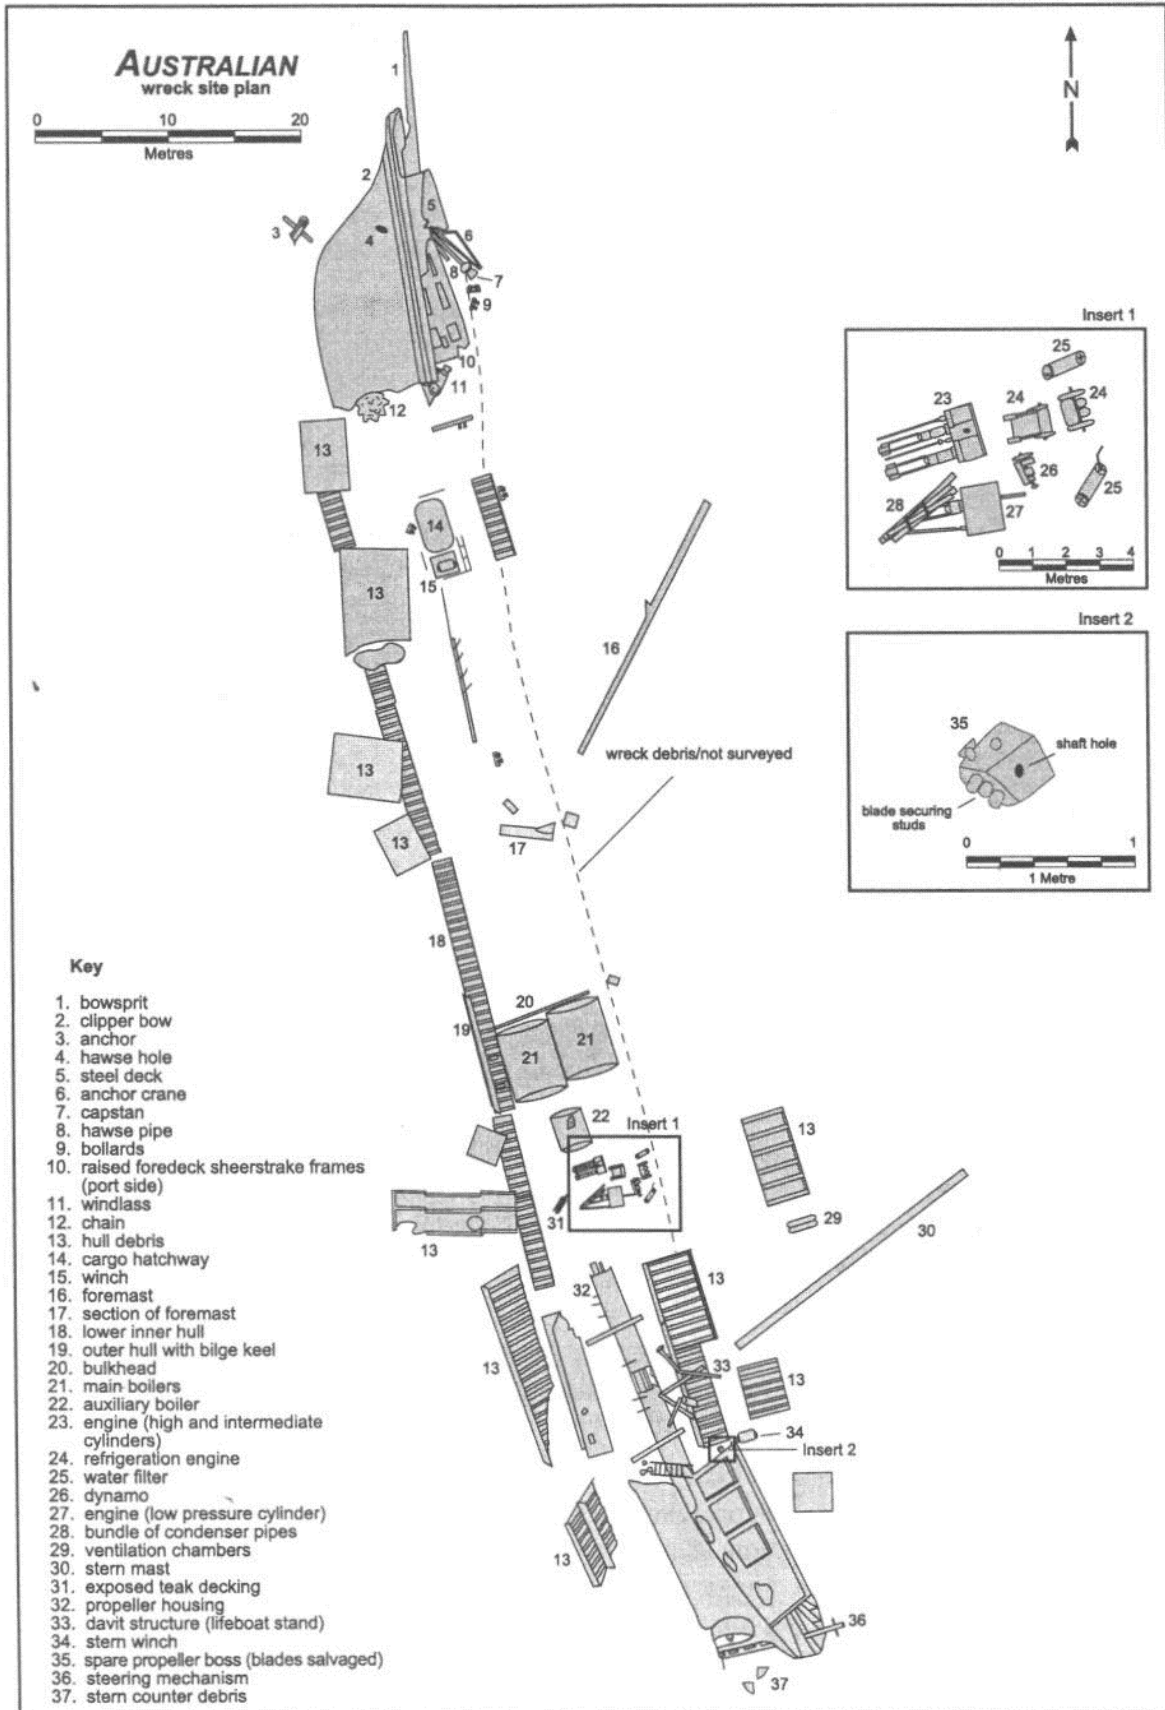 AUSTRALIAN
wreck site plan
0 10 20
Metres
N
1
2
3
4
5
6
7
8
9
10
11
12
13
14
15
13
13
13
13
16
wreck debris/not surveyed
17
18
19
20
21
21
22
Insert 1
13
29
30
31
13
32
13
13
33
13
34
Insert 2
13
36
37
Insert 1
25
23
24
24
26
25
28
27
0 1 2 3 4
Metres
Insert 2
35
shaft hole
blade securing
studs
0 1
1 Metre
Key
1. bowsprit
2. clipper bow
3. anchor
4. hawse hole
5. steel deck
6. anchor crane
7. capstan
8. hawse pipe
9. bollards
10. raised foredeck sheerstrake frames
(port side)
11. windlass
12. chain
13. hull debris
14. cargo hatchway
15. winch
16. foremast
17. section of foremast
18. lower inner hull
19. outer hull with bilge keel
20. bulkhead
21. main boilers
22. auxiliary boiler
23. engine (high and intermediate
cylinders)
24. refrigeration engine
25. water filter
26. dynamo
27. engine (low pressure cylinder)
28. bundle of condenser pipes
29. ventilation chambers
30. stern mast
31. exposed teak decking
32. propeller housing
33. davit structure (lifeboat stand)
34. stern winch
35. spare propeller boss (blades salvaged)
36. steering mechanism
37. stern counter debris